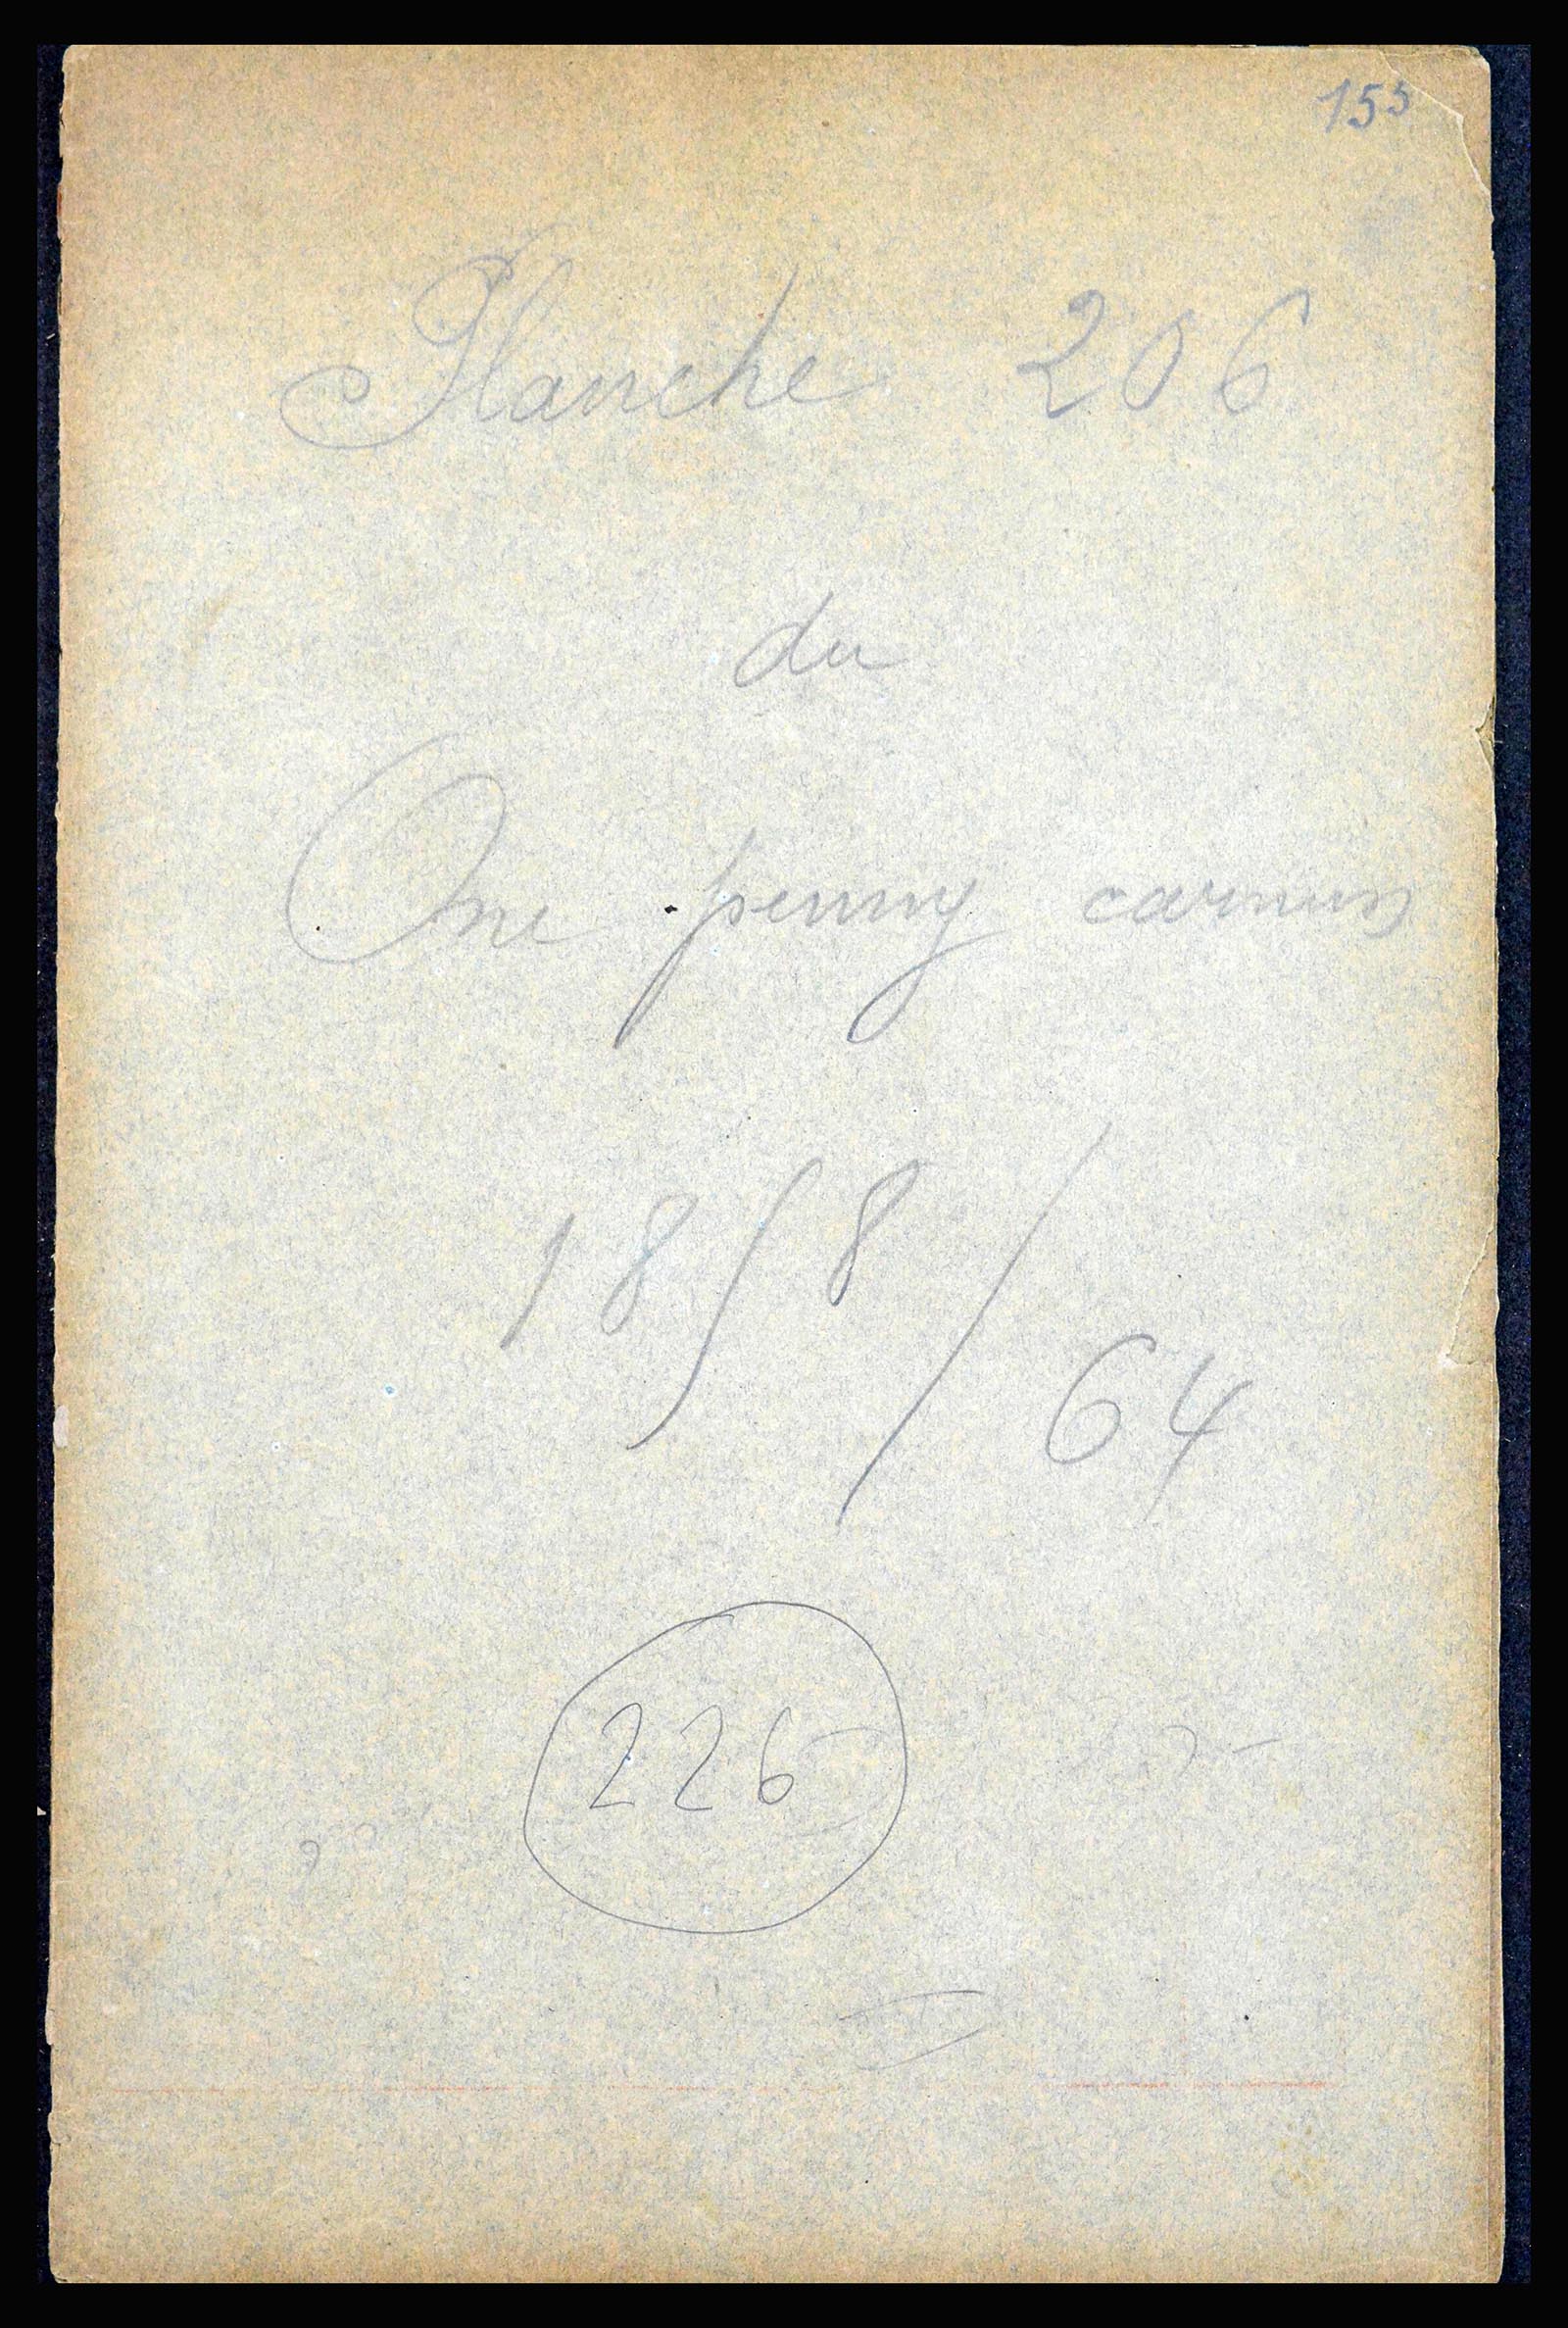 155
Planche 206
du
One penny carmin
1858/64
226